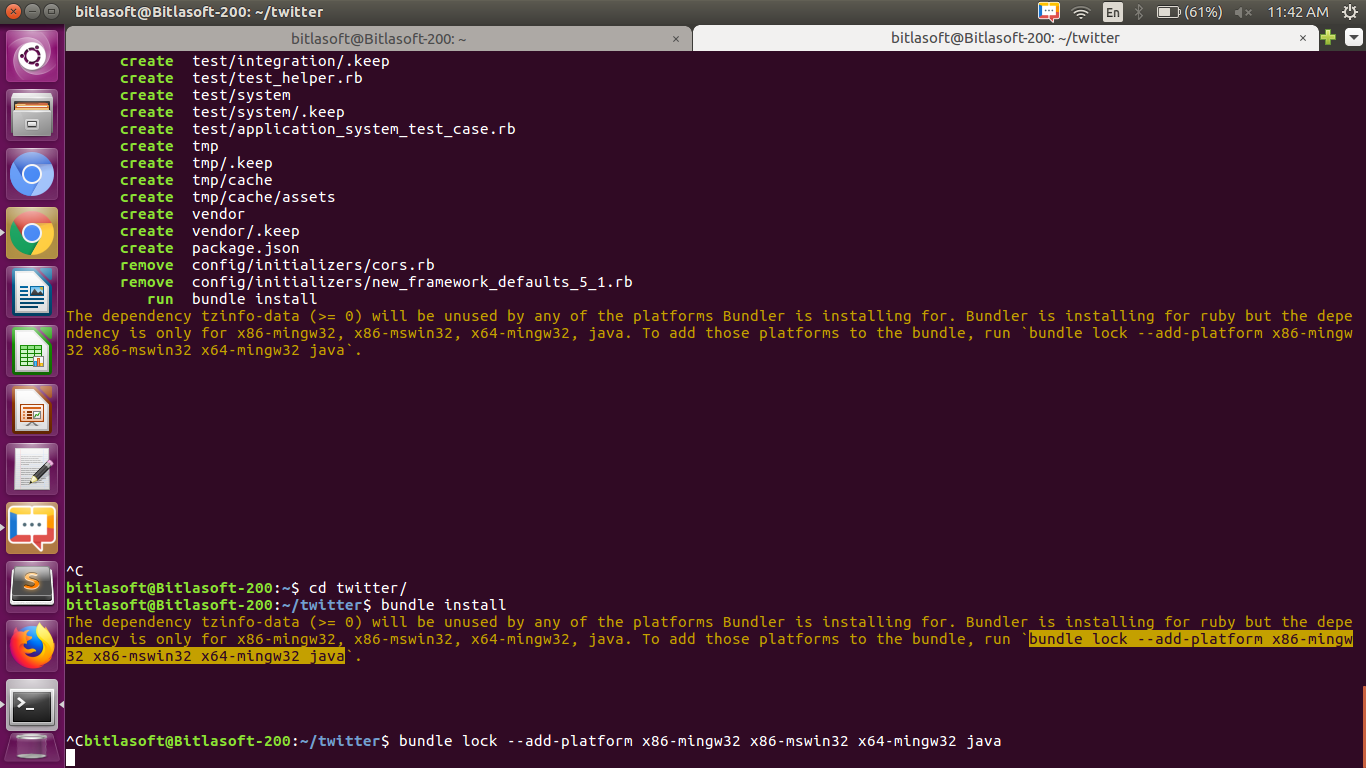 bitlasoft@Bitlasoft-200: ~/twitter
En
(61%)
11:42 AM
bitlasoft@Bitlasoft-200: ~ ×
bitlasoft@Bitlasoft-200: ~/twitter ×
create test/integration/.keep
create test/test_helper.rb
create test/system
create test/system/.keep
create test/application_system_test_case.rb
create tmp
create tmp/.keep
create tmp/cache
create tmp/cache/assets
create vendor
create vendor/.keep
create package.json
remove config/initializers/cors.rb
remove config/initializers/new_framework_defaults_5_1.rb
run bundle install
The dependency tzinfo-data (>= 0) will be unused by any of the platforms Bundler is installing for. Bundler is installing for ruby but the depe
ndency is only for x86-mingw32, x86-mswin32, x64-mingw32, java. To add those platforms to the bundle, run `bundle lock --add-platform x86-mingw
32 x86-mswin32 x64-mingw32 java`.
^C
bitlasoft@Bitlasoft-200:~$ cd twitter/
bitlasoft@Bitlasoft-200:~/twitter$ bundle install
The dependency tzinfo-data (>= 0) will be unused by any of the platforms Bundler is installing for. Bundler is installing for ruby but the depe
ndency is only for x86-mingw32, x86-mswin32, x64-mingw32, java. To add those platforms to the bundle, run `bundle lock --add-platform x86-mingw
32 x86-mswin32 x64-mingw32 java`.
^Cbitlasoft@Bitlasoft-200:~/twitter$ bundle lock --add-platform x86-mingw32 x86-mswin32 x64-mingw32 java